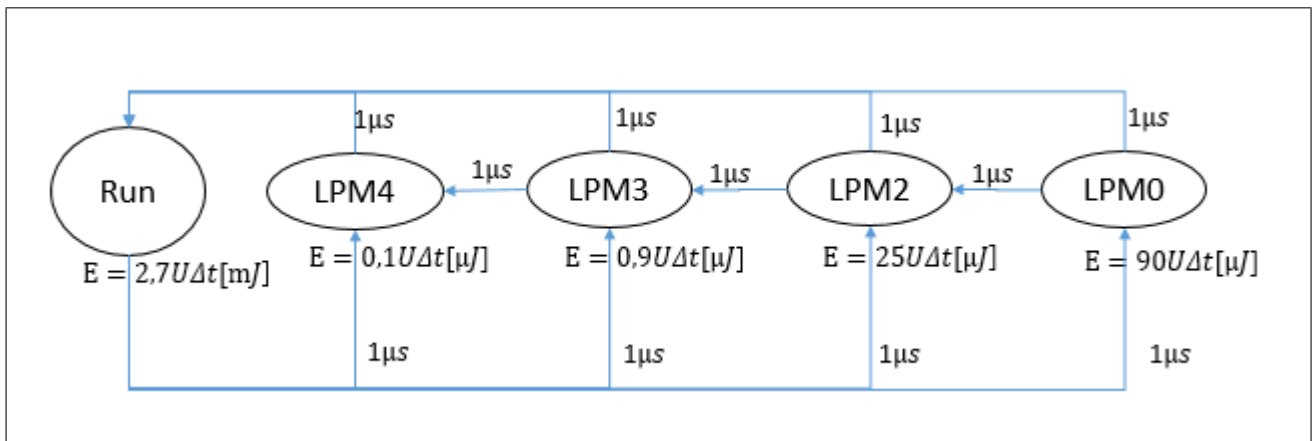 1μs
1μs
1μs
1μs
Run
LPM4
1μs
LPM3
1μs
LPM2
1μs
LPM0
E = 2,7UΔt[mJ]
E = 0,1UΔt[μJ]
E = 0,9UΔt[μJ]
E = 25UΔt[μJ]
E = 90UΔt[μJ]
1μs
1μs
1μs
1μs